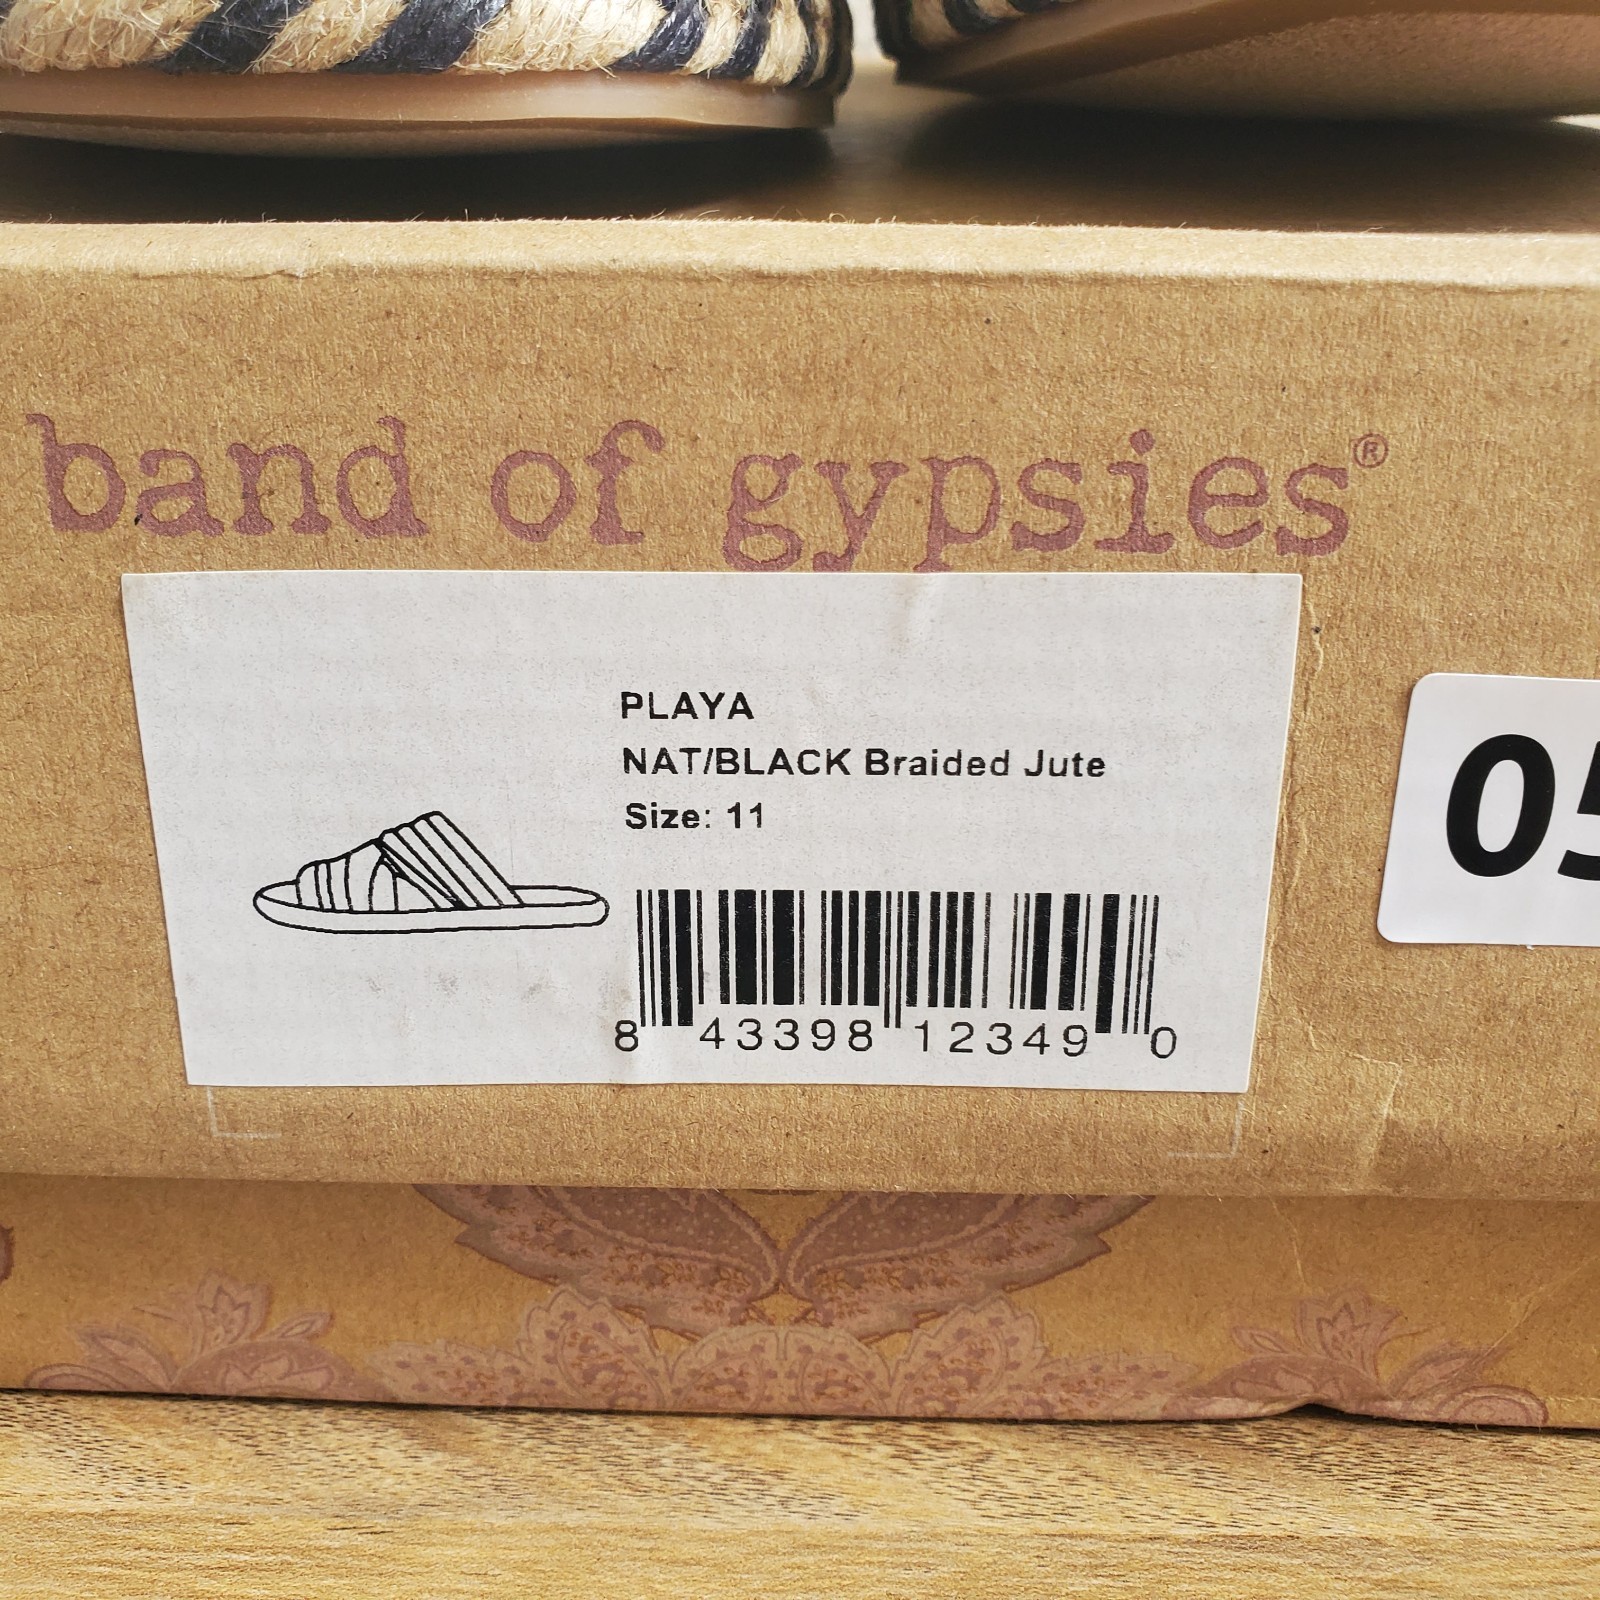 band of gypsies®
PLAYA
NAT/BLACK Braided Jute
Size: 11
8 43398 12349 0
05